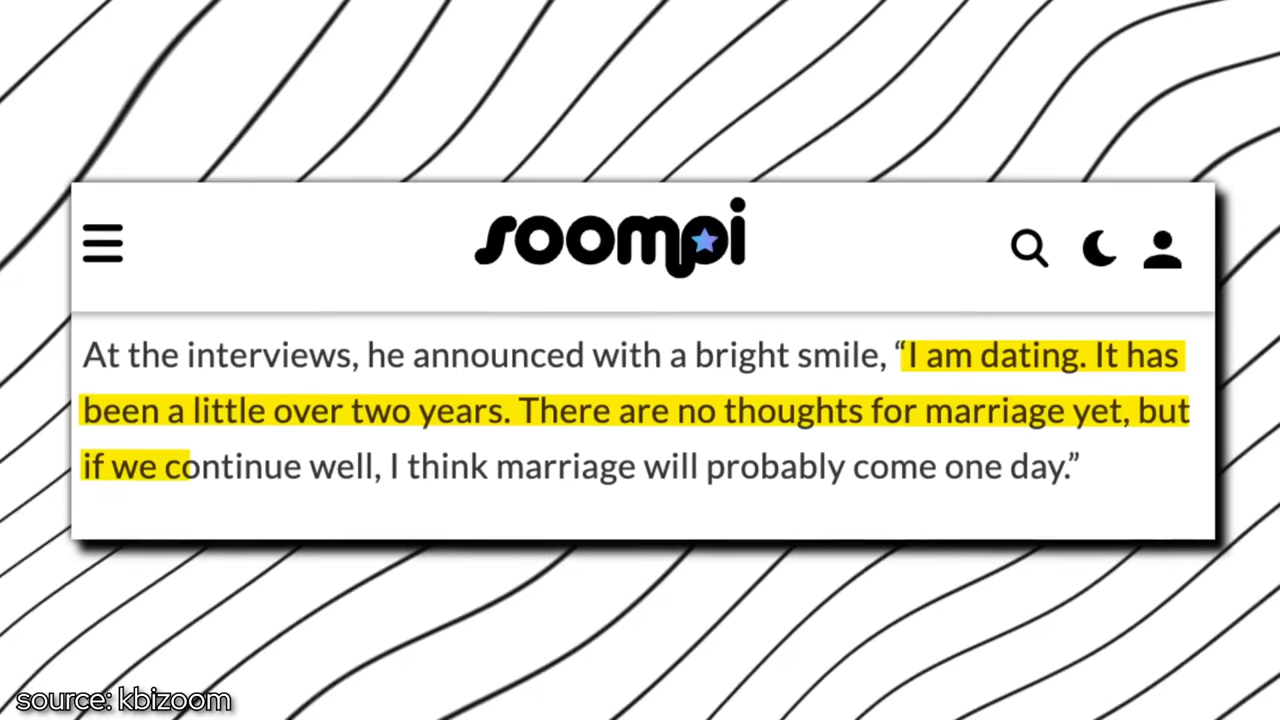 soompi
At the interviews, he announced with a bright smile, “I am dating. It has
been a little over two years. There are no thoughts for marriage yet, but
if we continue well, I think marriage will probably come one day.”
source: kbizoom